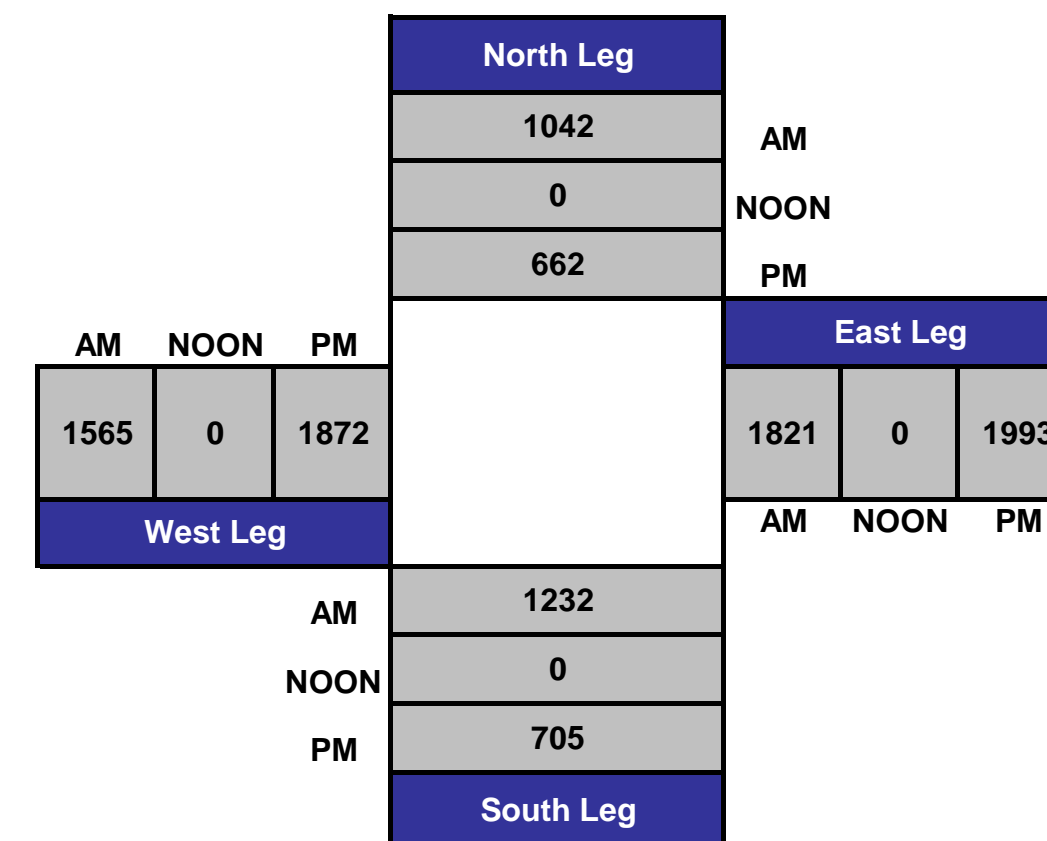 North Leg
1042 AM
0 NOON
662 PM
East Leg
AM NOON PM
1565 0 1872
1821 0 1993
West Leg
AM NOON PM
1232
AM
0
NOON
705
PM
South Leg